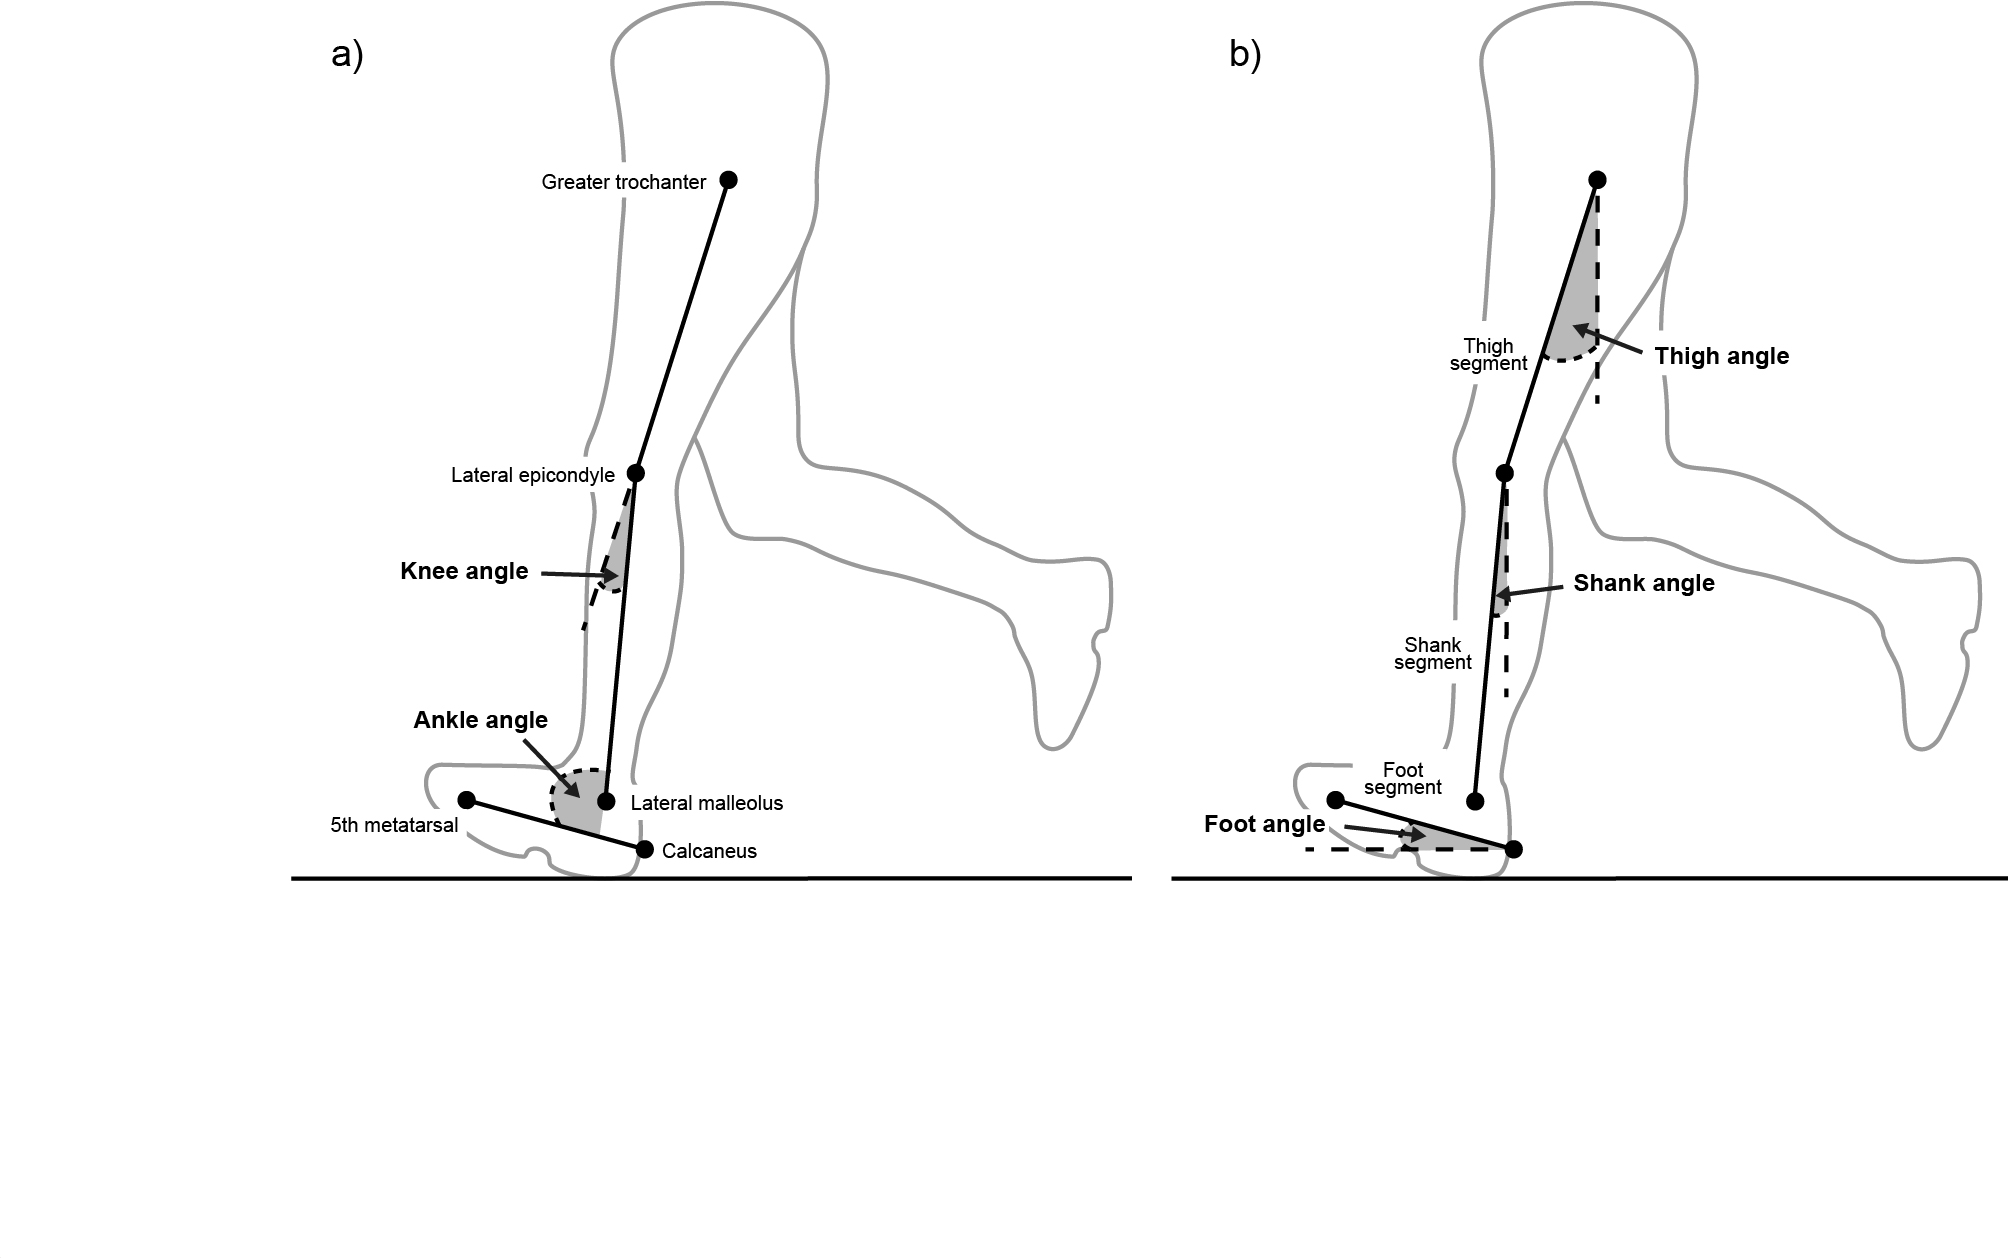 a)
Greater trochanter
Lateral epicondyle
Knee angle
Ankle angle
Lateral malleolus
5th metatarsal
Calcaneus
b)
Thigh
segment
Thigh angle
Shank angle
Shank
segment
Foot
segment
Foot angle